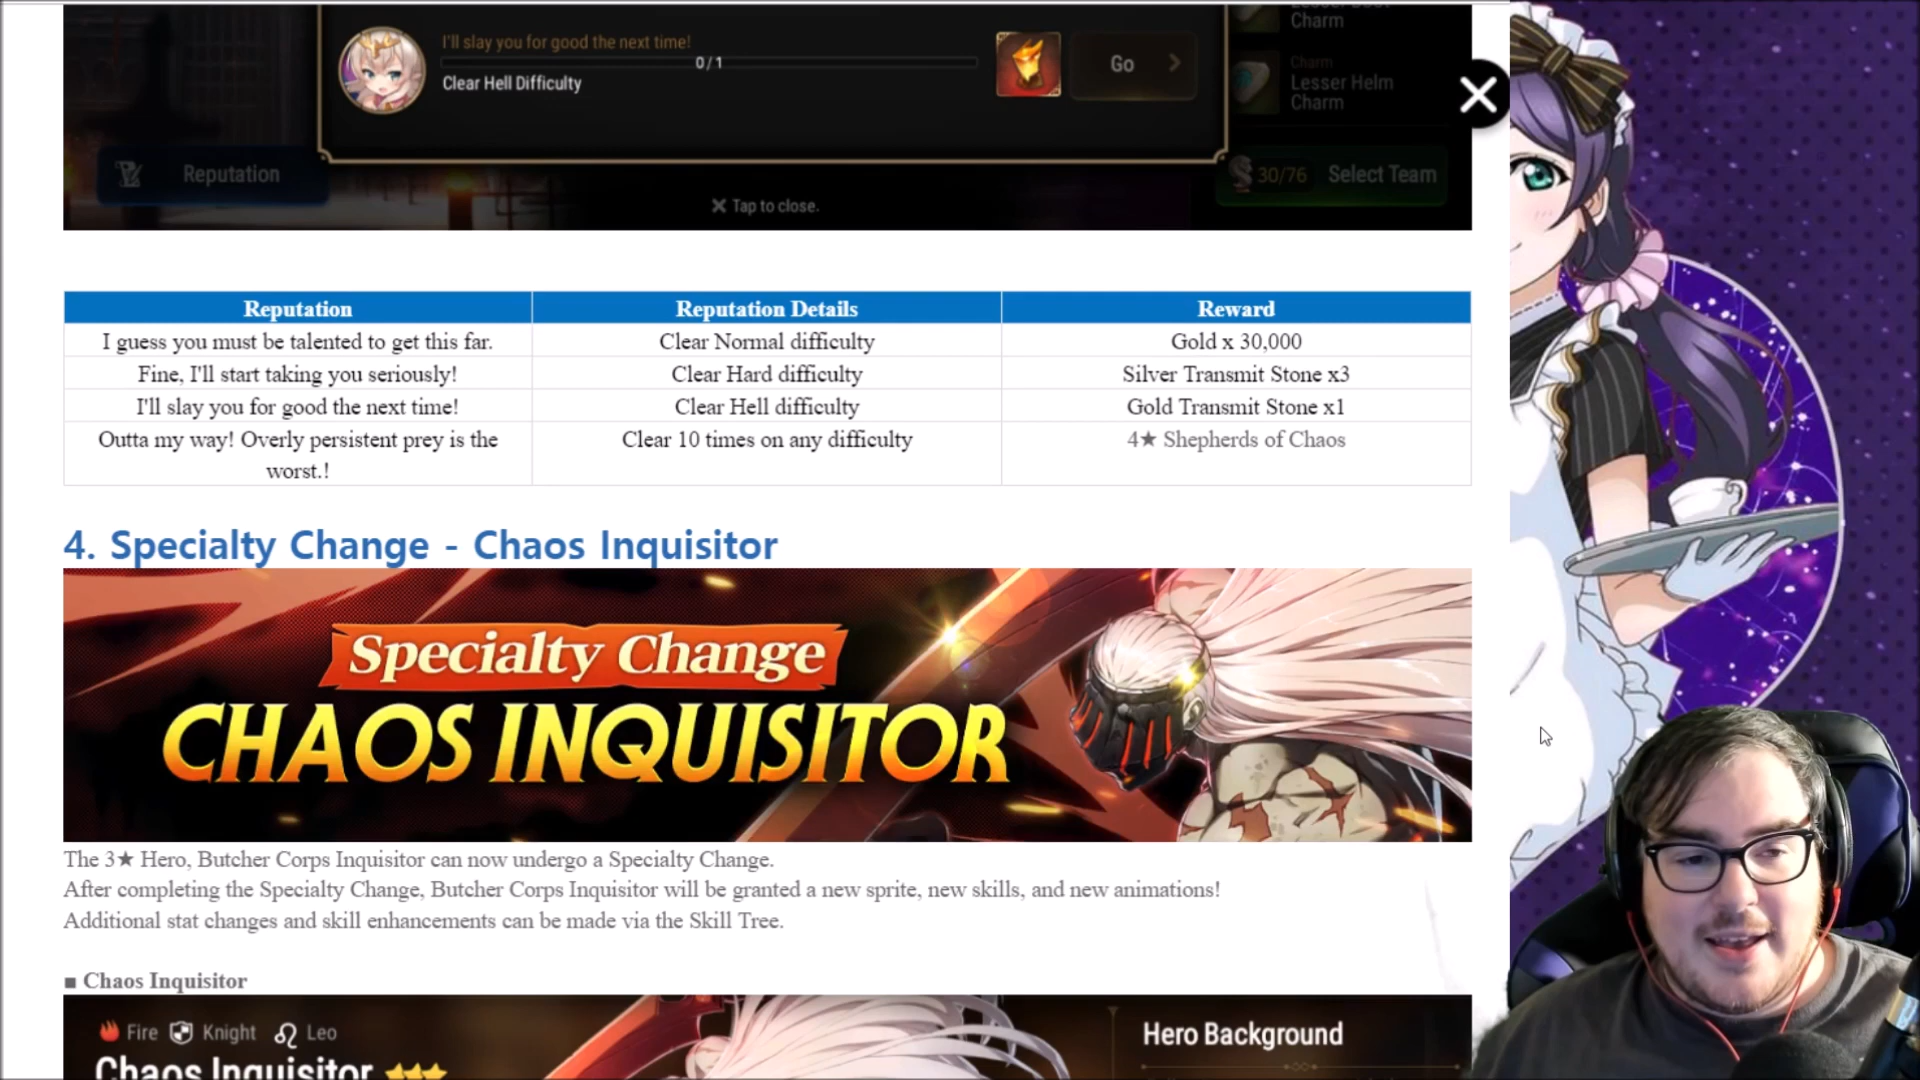 Lesser Boot
Charm
I'll slay you for good the next time!
0/1
Clear Hell Difficulty
Go
Charm
Lesser Helm
Charm
Reputation
30/76 Select Team
Tap to close.
Reputation Reputation Details Reward
I guess you must be talented to get this far. Clear Normal difficulty Gold x 30,000
Fine, I'll start taking you seriously! Clear Hard difficulty Silver Transmit Stone x3
I'll slay you for good the next time! Clear Hell difficulty Gold Transmit Stone x1
Outta my way! Overly persistent prey is the Clear 10 times on any difficulty 4★ Shepherds of Chaos
worst.!
4. Specialty Change - Chaos Inquisitor
Specialty Change
CHAOS INQUISITOR
The 3★ Hero, Butcher Corps Inquisitor can now undergo a Specialty Change.
After completing the Specialty Change, Butcher Corps Inquisitor will be granted a new sprite, new skills, and new animations!
Additional stat changes and skill enhancements can be made via the Skill Tree.
■ Chaos Inquisitor
Fire Knight Leo
Hero Background
Chaos Inquisitor